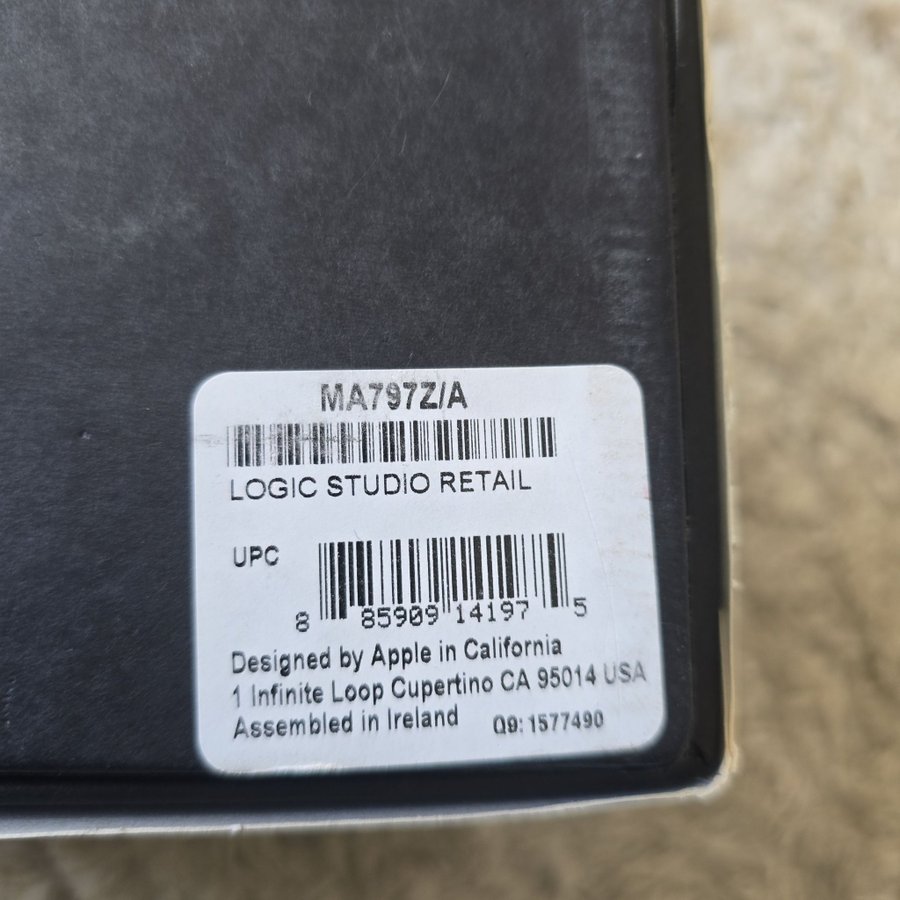 MA797Z/A
LOGIC STUDIO RETAIL
UPC
8 85909 14197 5
Designed by Apple in California
1 Infinite Loop Cupertino CA 95014 USA
Assembled in Ireland Q9: 1577490